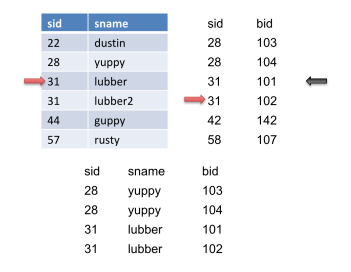 sid sname
22 dustin
28 yuppy
31 lubber
31 lubber2
44 guppy
57 rusty
sid bid
28 103
28 104
31 101
31 102
42 142
58 107
sid sname bid
28 yuppy 103
28 yuppy 104
31 lubber 101
31 lubber 102